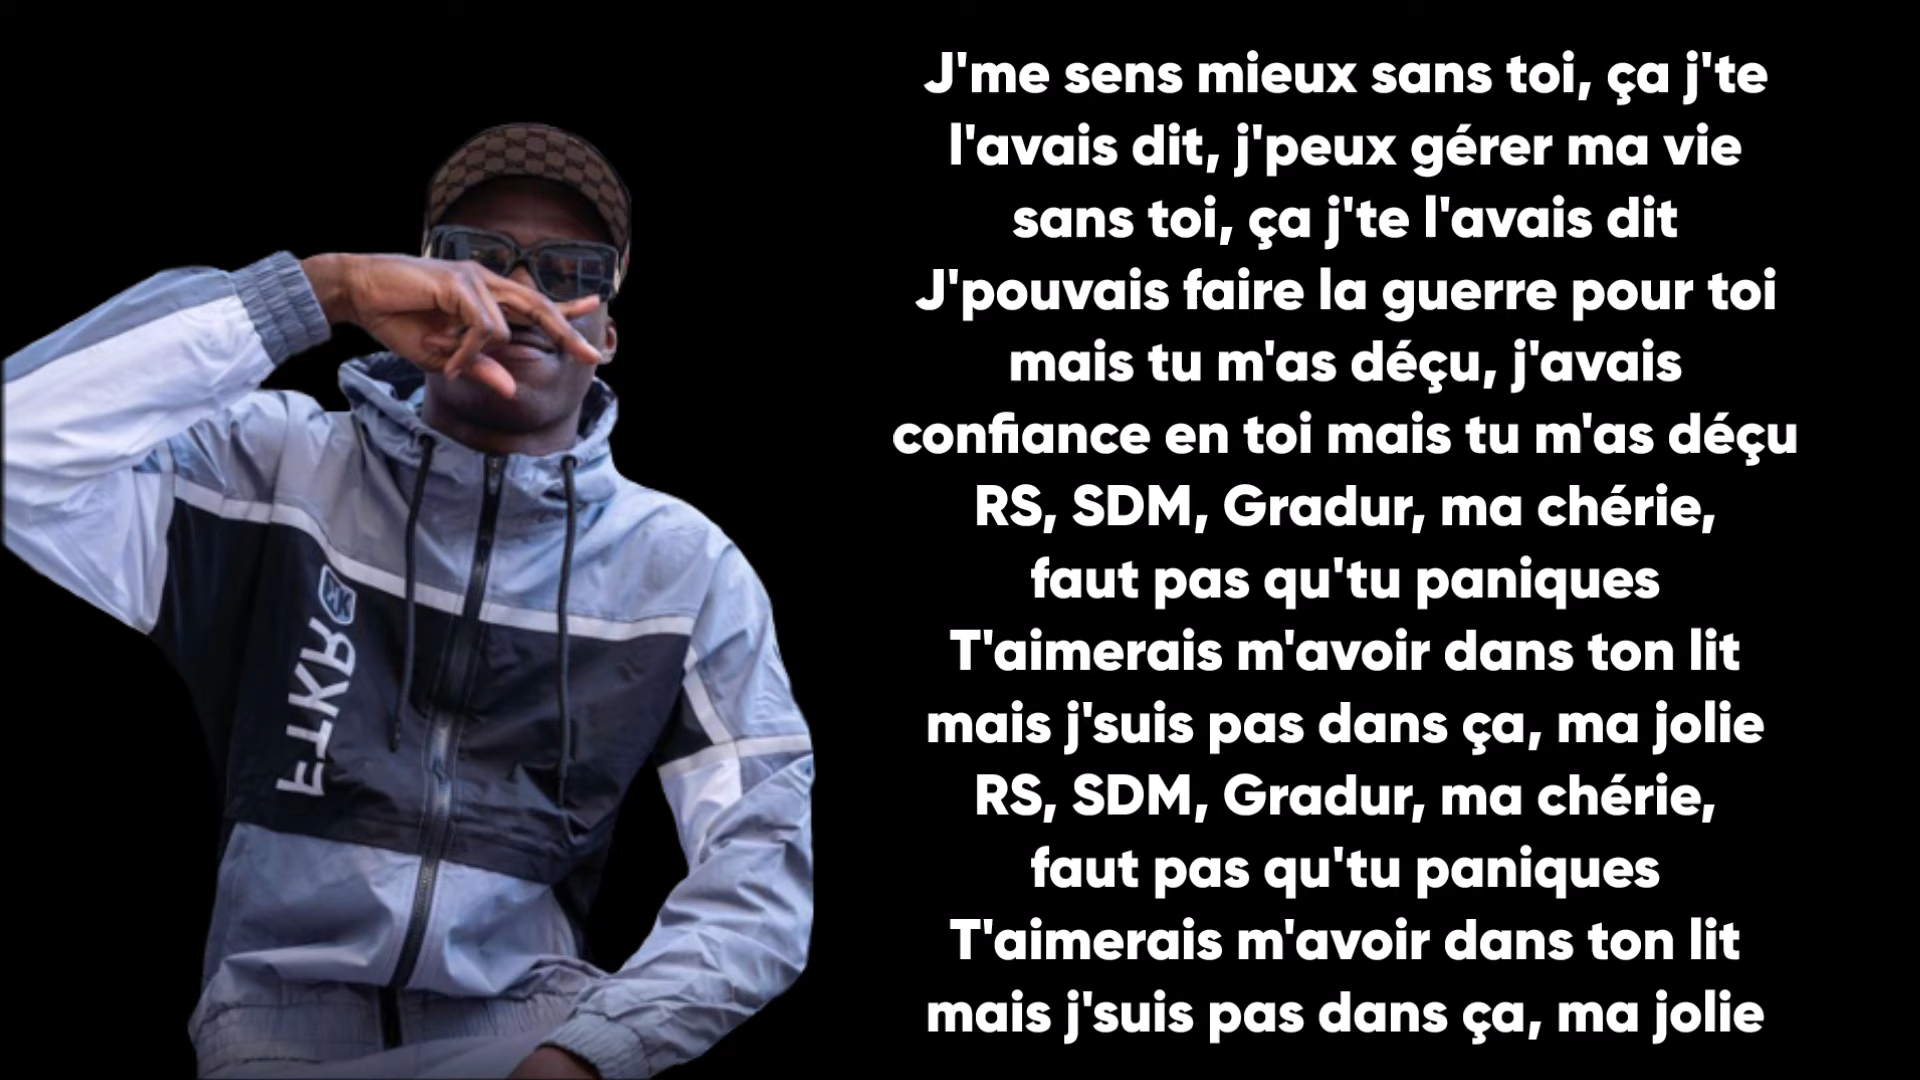 J'me sens mieux sans toi, ça j'te
l'avais dit, j'peux gérer ma vie
sans toi, ça j'te l'avais dit
J'pouvais faire la guerre pour toi
mais tu m'as déçu, j'avais
confiance en toi mais tu m'as déçu
RS, SDM, Gradur, ma chérie,
faut pas qu'tu paniques
T'aimerais m'avoir dans ton lit
mais j'suis pas dans ça, ma jolie
RS, SDM, Gradur, ma chérie,
faut pas qu'tu paniques
T'aimerais m'avoir dans ton lit
mais j'suis pas dans ça, ma jolie